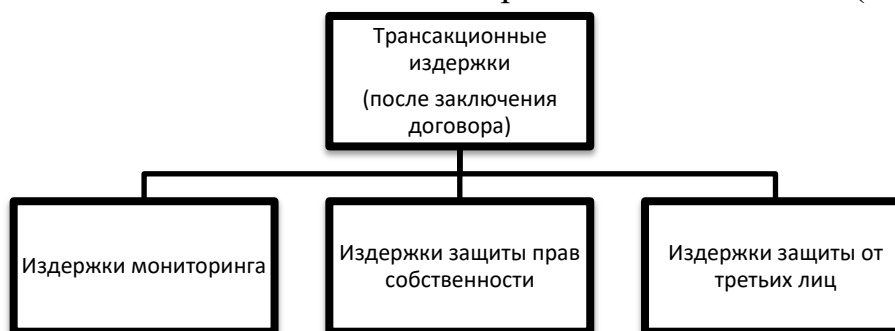 Трансакционные
издержки
(после заключения
договора)
Издержки мониторинга
Издержки защиты прав
собственности
Издержки защиты от
третьих лиц